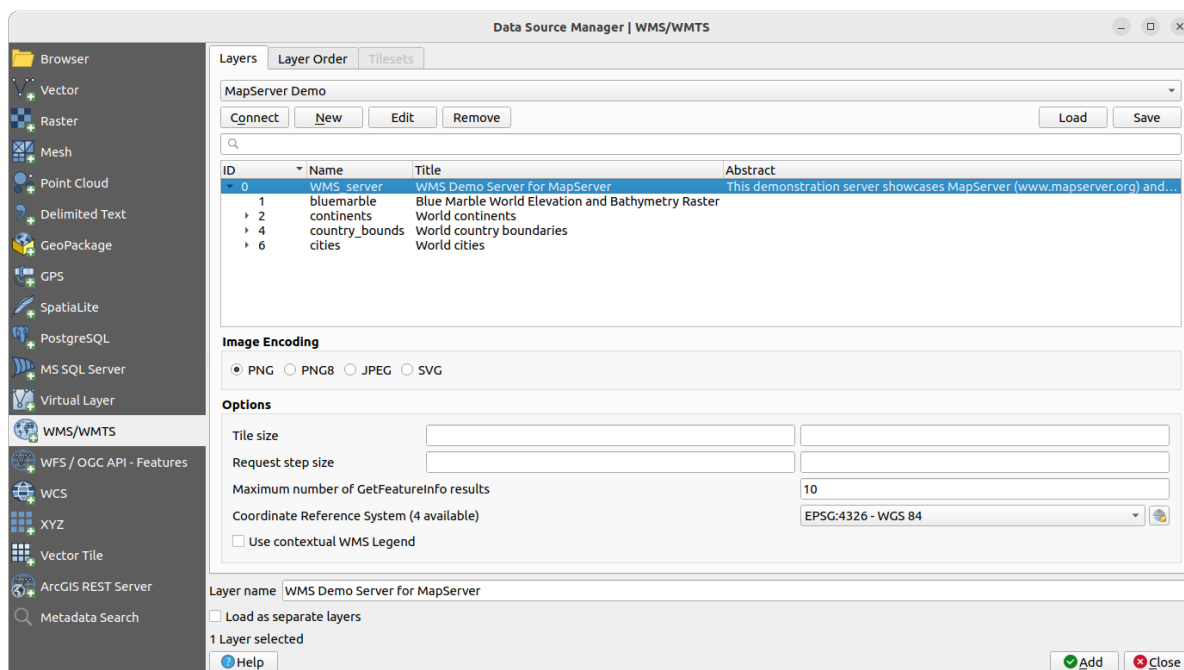 Data Source Manager | WMS/WMTS
Browser
Vector
Raster
Mesh
Point Cloud
Delimited Text
GeoPackage
GPS
SpatiaLite
PostgreSQL
MS SQL Server
Virtual Layer
WMS/WMTS
WFS / OGC API - Features
WCS
XYZ
Vector Tile
ArcGIS REST Server
Metadata Search
Layers Layer Order Tilesets
MapServer Demo
Connect New Edit Remove Load Save
ID Name Title Abstract
0 WMS_server WMS Demo Server for MapServer This demonstration server showcases MapServer (www.mapserver.org) and...
1 bluemarble Blue Marble World Elevation and Bathymetry Raster
2 continents World continents
4 country_bounds World country boundaries
6 cities World cities
Image Encoding
PNG PNG8 JPEG SVG
Options
Tile size
Request step size
Maximum number of GetFeatureInfo results 10
Coordinate Reference System (4 available) EPSG:4326 - WGS 84
Use contextual WMS Legend
Layer name WMS Demo Server for MapServer
Load as separate layers
1 Layer selected
Help Add Close